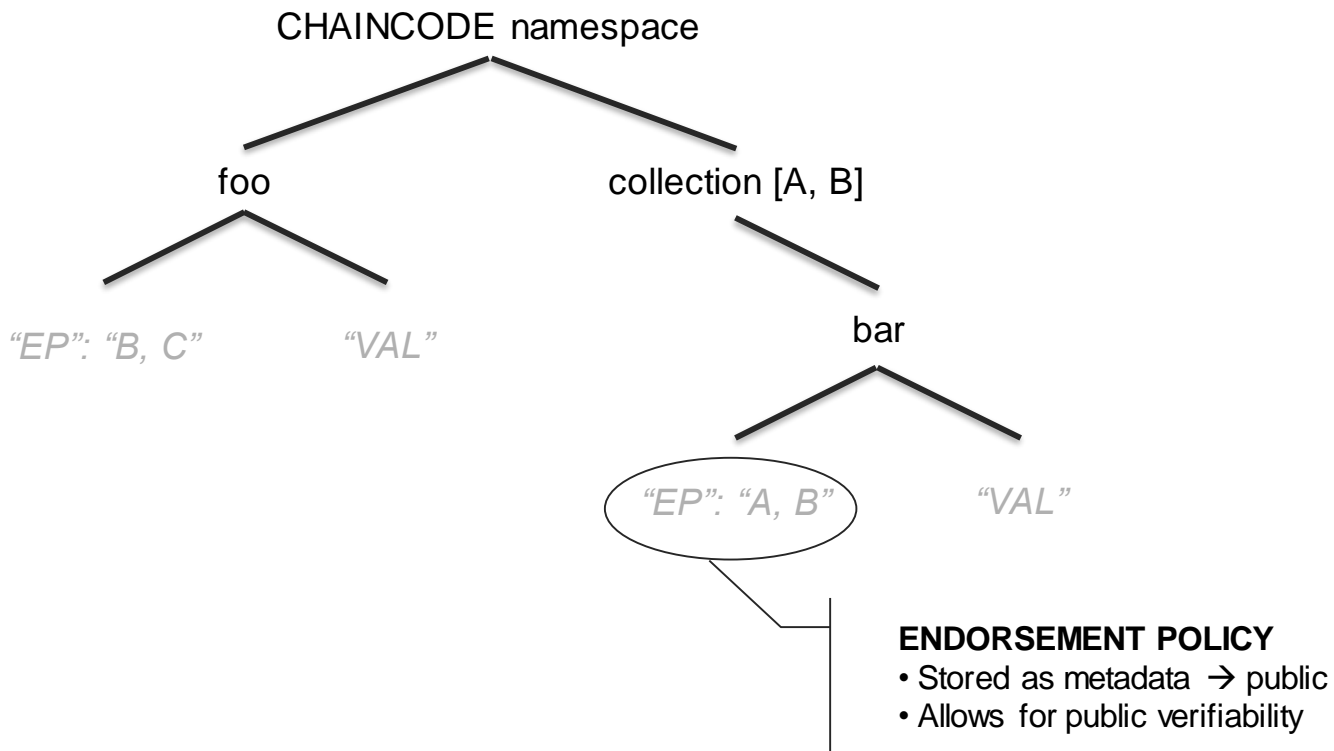 CHAINCODE namespace
foo
collection [A, B]
“EP”: “B, C”
“VAL”
bar
“EP”: “A, B”
“VAL”
ENDORSEMENT POLICY
• Stored as metadata → public
• Allows for public verifiability